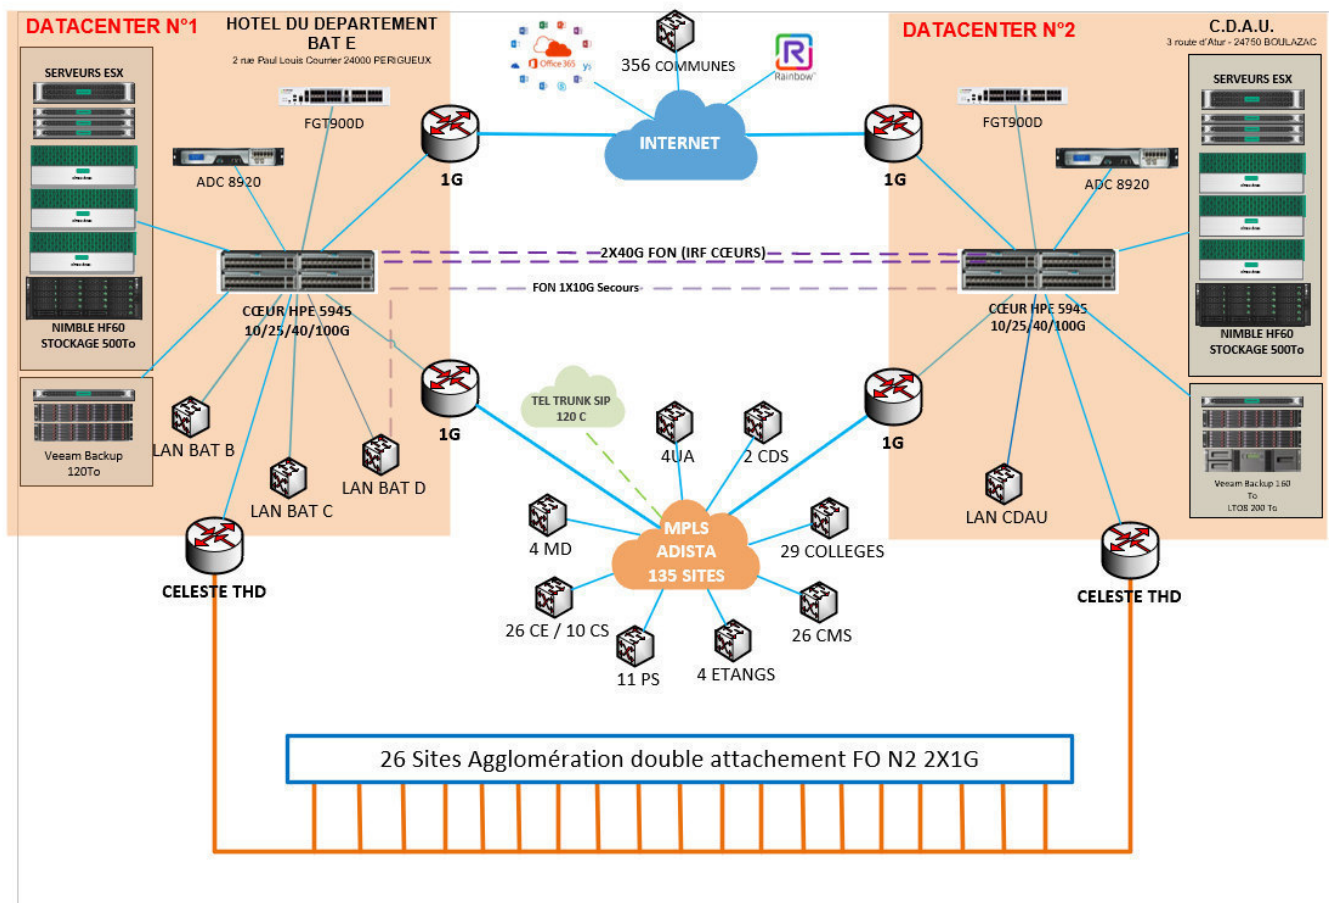 DATACENTER N°1
HOTEL DU DEPARTEMENT
BAT E
2 rue Paul Louis Courrier 24000 PERIGUEUX
SERVEURS ESX
FGT900D
ADC 8920
1G
CŒUR HPE 5945
10/25/40/100G
NIMBLE HF60
STOCKAGE 500To
Veeam Backup
120To
LAN BAT B
LAN BAT C
LAN BAT D
1G
CELESTE THD
Office 365
356 COMMUNES
Rainbow
INTERNET
2X40G FON (IRF CŒURS)
FON 1X10G Secours
TEL TRUNK SIP
120 C
4UA
2 CDS
MPLS
ADISTA
135 SITES
4 MD
29 COLLEGES
26 CE / 10 CS
26 CMS
11 PS
4 ETANGS
DATACENTER N°2
C.D.A.U.
3 route d'Atur - 24750 BOULAZAC
SERVEURS ESX
FGT900D
ADC 8920
1G
CŒUR HPE 5945
10/25/40/100G
NIMBLE HF60
STOCKAGE 500To
1G
LAN CDAU
Veeam Backup 160
To
LTO8 200 To
CELESTE THD
26 Sites Agglomération double attachement FO N2 2X1G